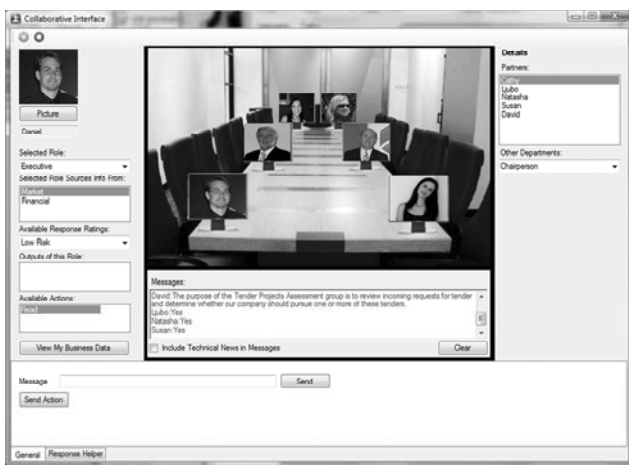 Collaborative Interface
Picture
Daniel
Selected Role:
Executive
Selected Role Sources Info From:
Market
Financial
Available Response Ratings:
Low Risk
Outputs of this Role:
Available Actions:
Read
View My Business Data
Messages:
David:The purpose of the Tender Projects Assessment group is to review incoming requests for tender
and determine whether our company should pursue one or more of these tenders.
Ljubo:Yes
Natasha:Yes
Susan:Yes
Include Technical News in Messages
Clear
Details
Partners:
Cathy
Ljubo
Natasha
Susan
David
Other Departments:
Chairperson
Message
Send
Send Action
General
Response Helper